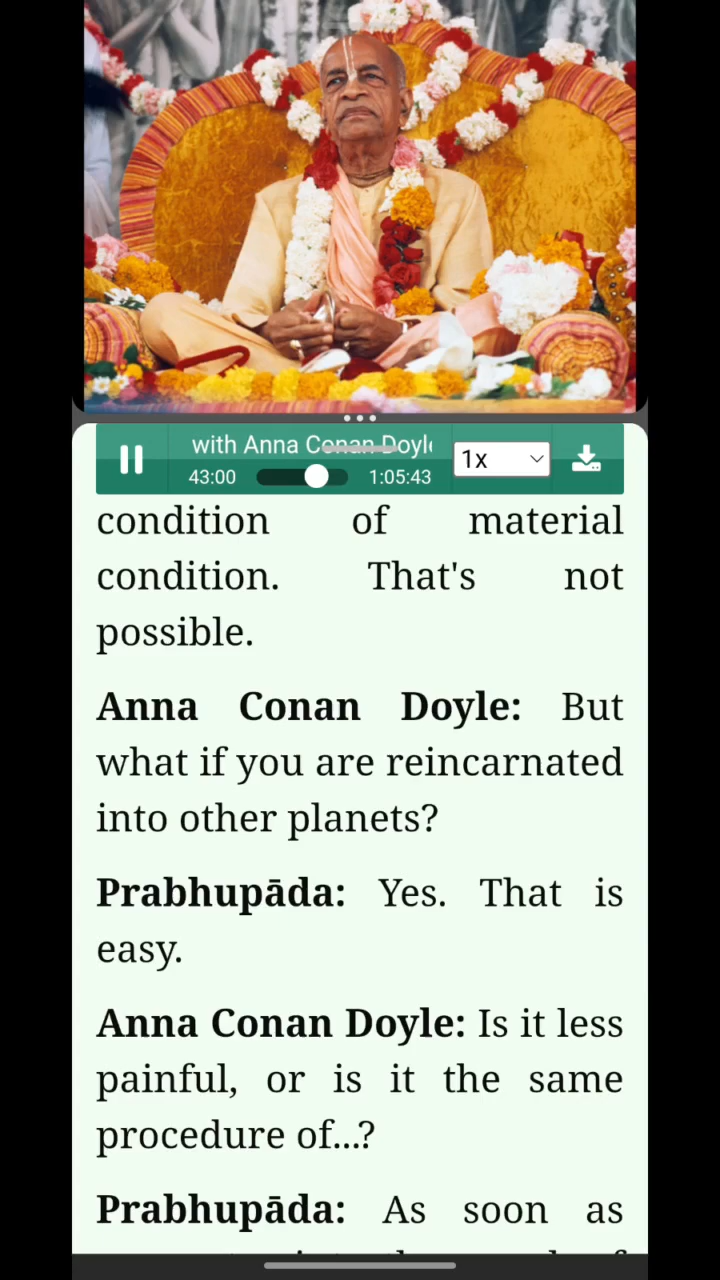 with Anna Conan Doyle
43:00
1:05:43
1x
condition of material
condition. That's not
possible.
Anna Conan Doyle: But
what if you are reincarnated
into other planets?
Prabhupāda: Yes. That is
easy.
Anna Conan Doyle: Is it less
painful, or is it the same
procedure of...?
Prabhupāda: As soon as